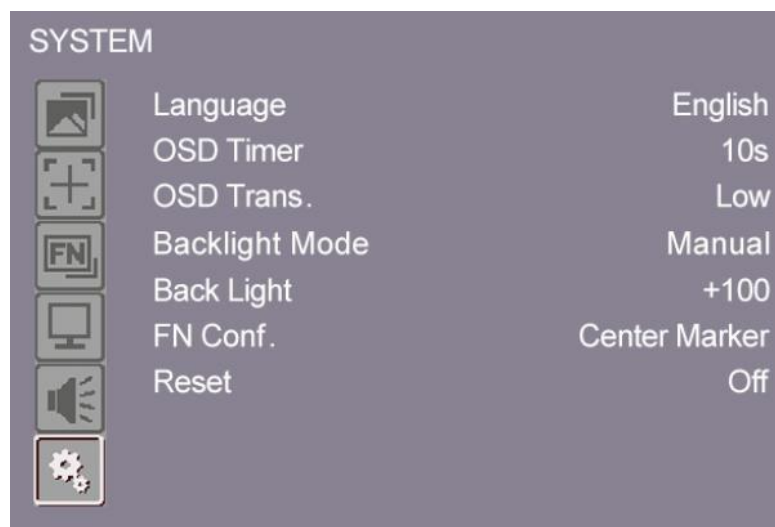 SYSTEM
Language English
OSD Timer 10s
OSD Trans. Low
FN
Backlight Mode Manual
Back Light +100
FN Conf. Center Marker
Reset Off